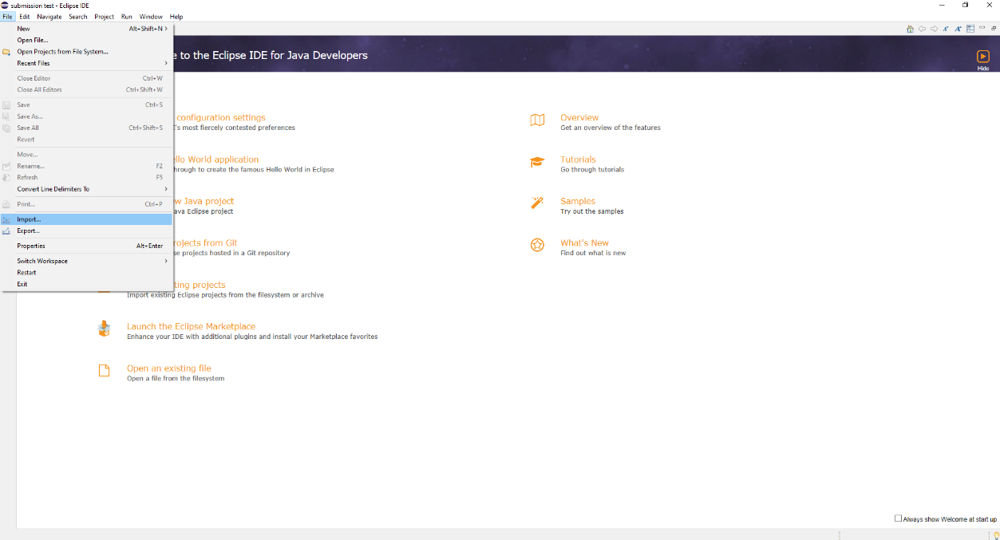 submission test - Eclipse IDE
File Edit Navigate Search Project Run Window Help
New Alt+Shift+N >
Open File...
Open Projects from File System...
Recent Files >
Close Editor Ctrl+W
Close All Editors Ctrl+Shift+W
Save Ctrl+S
Save As...
Save All Ctrl+Shift+S
Revert
Move...
Rename... F2
Refresh F5
Convert Line Delimiters To >
Print... Ctrl+P
Import...
Export...
Properties Alt+Enter
Switch Workspace >
Restart
Exit
e to the Eclipse IDE for Java Developers
Hide
configuration settings
's most fiercely contested preferences
llo World application
hrough to create the famous Hello World in Eclipse
w Java project
ava Eclipse project
rojects from Git
se projects hosted in a Git repository
ting projects
Import existing Eclipse projects from the filesystem or archive
Launch the Eclipse Marketplace
Enhance your IDE with additional plugins and install your Marketplace favorites
Open an existing file
Open a file from the filesystem
Overview
Get an overview of the features
Tutorials
Go through tutorials
Samples
Try out the samples
What's New
Find out what is new
Always show Welcome at start up